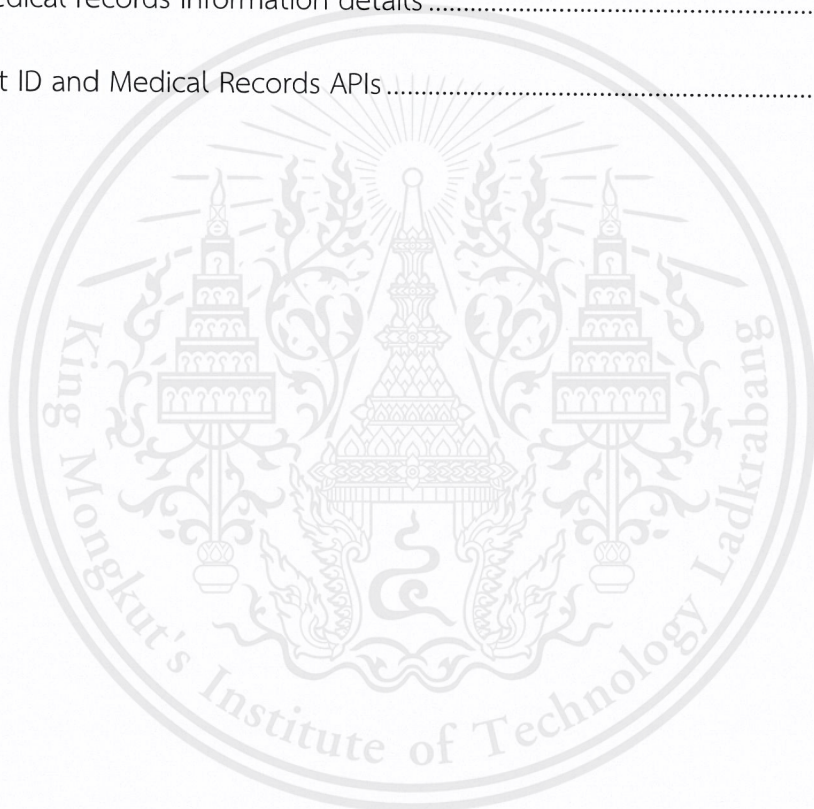 edical records information details
t ID and Medical Records APIs
King Mongkut's Institute of Technology Ladkrabang